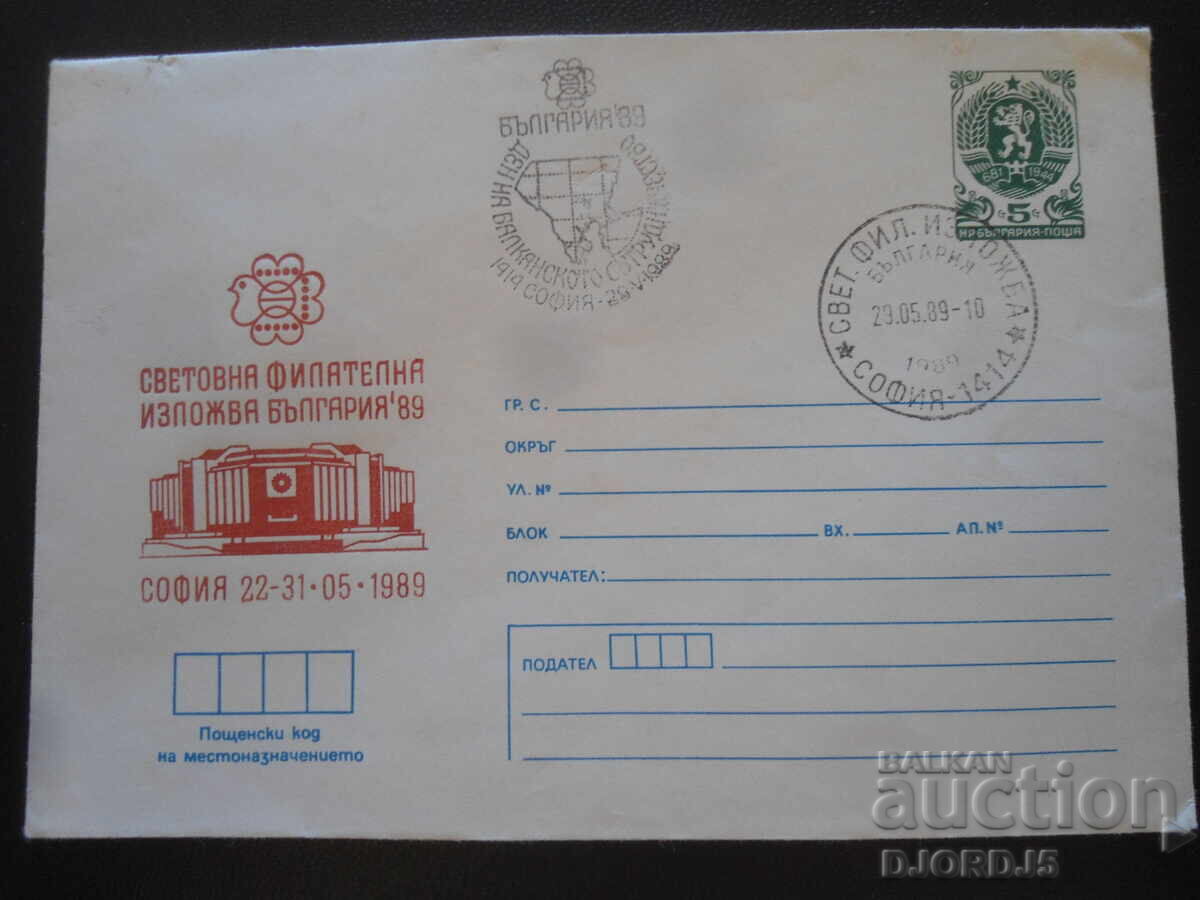 БЪЛГАРИЯ'89
ДЕН НА БАЛКАНСКОТО СЪТРУДНИЧЕСТВО
1414 СОФИЯ - 29.V.1989
681 1944
5
НР БЪЛГАРИЯ-ПОЩА
СВЕТ. ФИЛ. ИЗЛОЖБА
БЪЛГАРИЯ
29.05.89-10
1989
СОФИЯ-1414
СВЕТОВНА ФИЛАТЕЛНА
ИЗЛОЖБА БЪЛГАРИЯ'89
СОФИЯ 22-31·05·1989
Пощенски код
на местоназначението
ГР. С.
ОКРЪГ
УЛ. №
БЛОК ВХ. АП. №
ПОЛУЧАТЕЛ:
ПОДАТЕЛ
BALKAN
auction
DJORDJ5